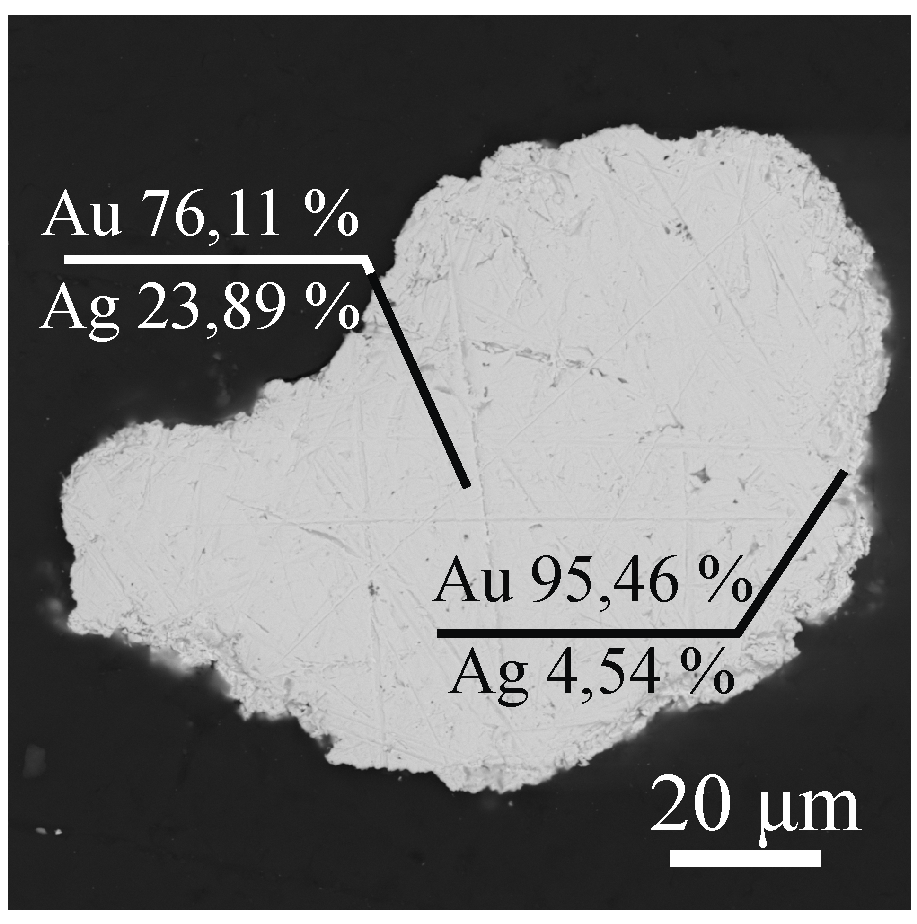 Au 76,11 %
Ag 23,89 %
Au 95,46 %
Ag 4,54 %
20 μm